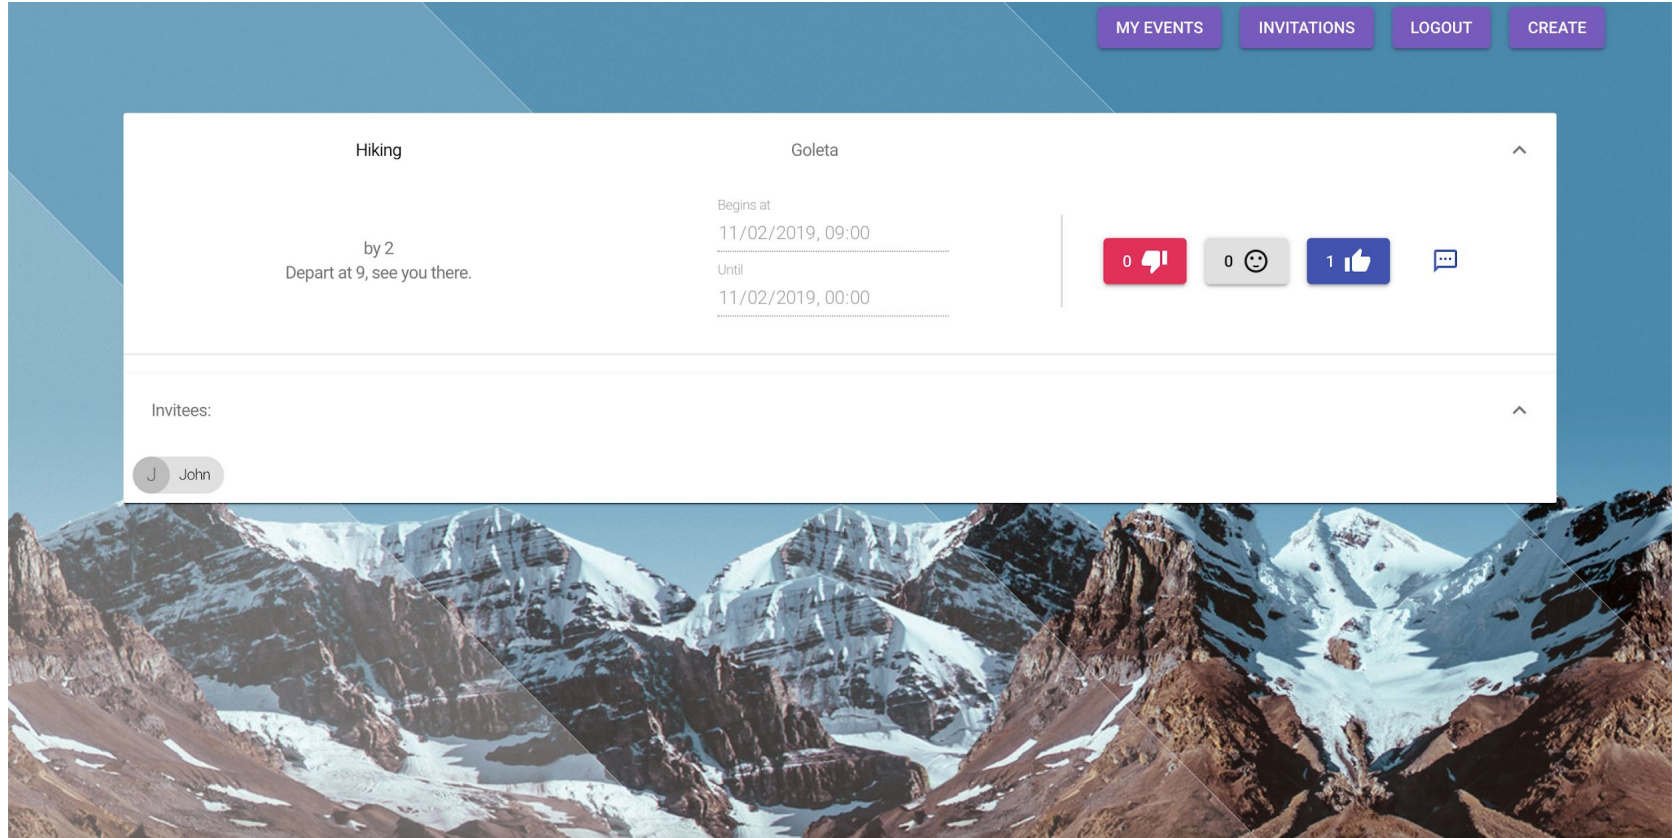 MY EVENTS
INVITATIONS
LOGOUT
CREATE
Hiking
Goleta
by 2
Depart at 9, see you there.
Begins at
11/02/2019, 09:00
Until
11/02/2019, 00:00
0
0
1
Invitees:
J John